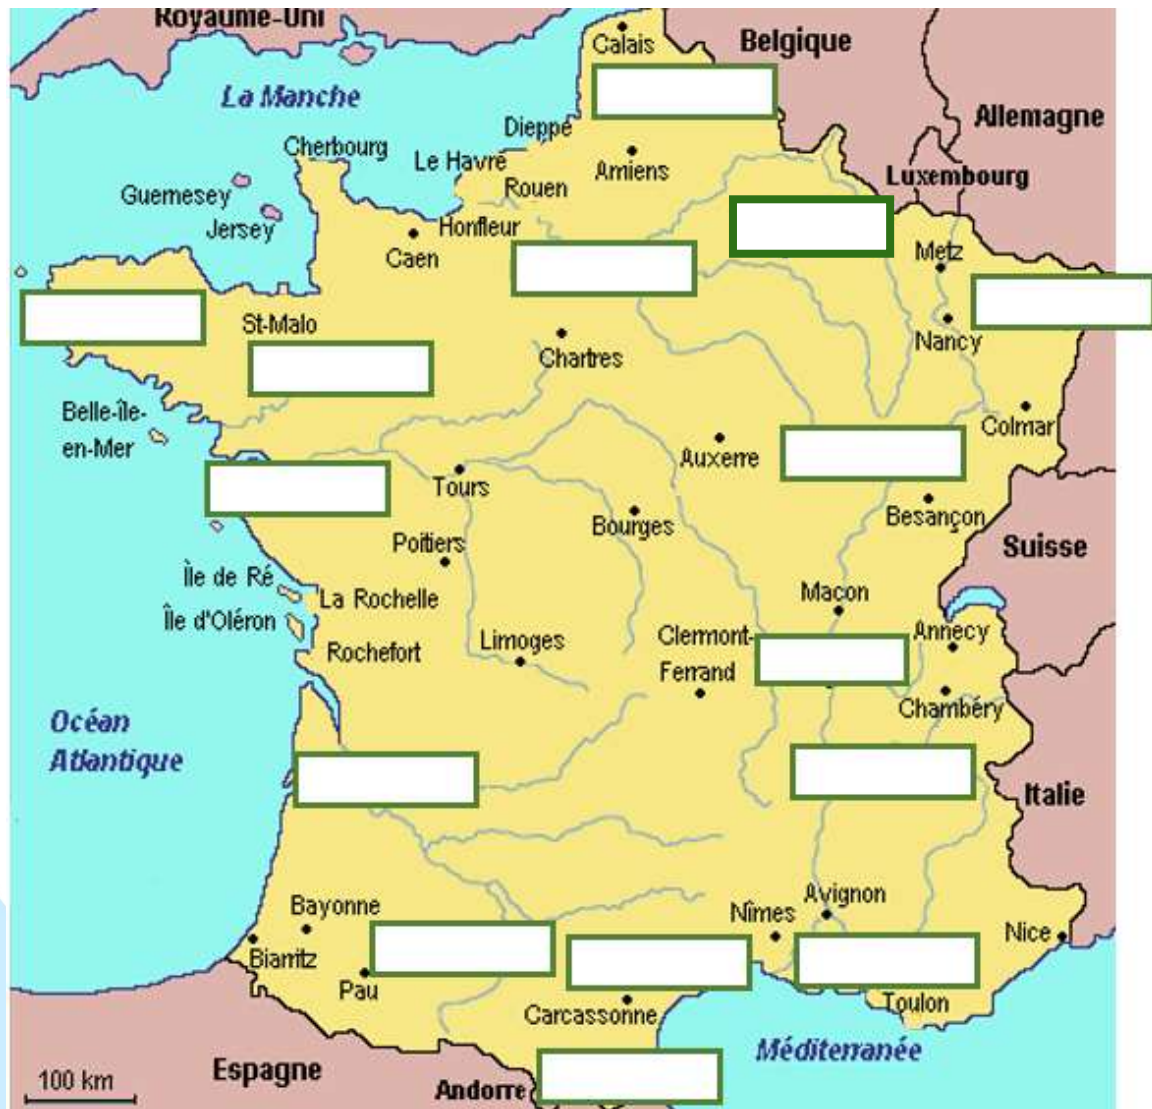 Royaume-Uni
Calais
Belgique
La Manche
Allemagne
Dieppe
Cherbourg
Le Havre
Amiens
Rouen
Luxembourg
Guernesey
Jersey
Honfleur
Caen
Metz
St-Malo
Nancy
Chartres
Belle-île-
en-Mer
Colmar
Auxerre
Tours
Besançon
Bourges
Poitiers
Suisse
Île de Ré
La Rochelle
Macon
Île d'Oléron
Annecy
Rochefort
Limoges
Clermont-
Ferrand
Chambéry
Océan
Atlantique
Italie
Avignon
Bayonne
Nîmes
Nice
Biarritz
Pau
Toulon
Carcassonne
Méditerranée
Espagne
100 km
Andorre